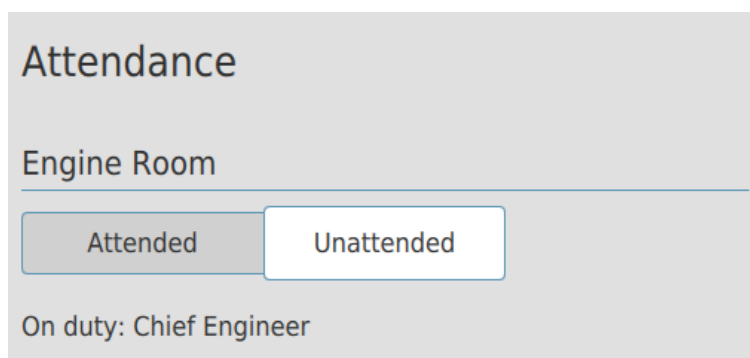 Attendance
Engine Room
Attended Unattended
On duty: Chief Engineer